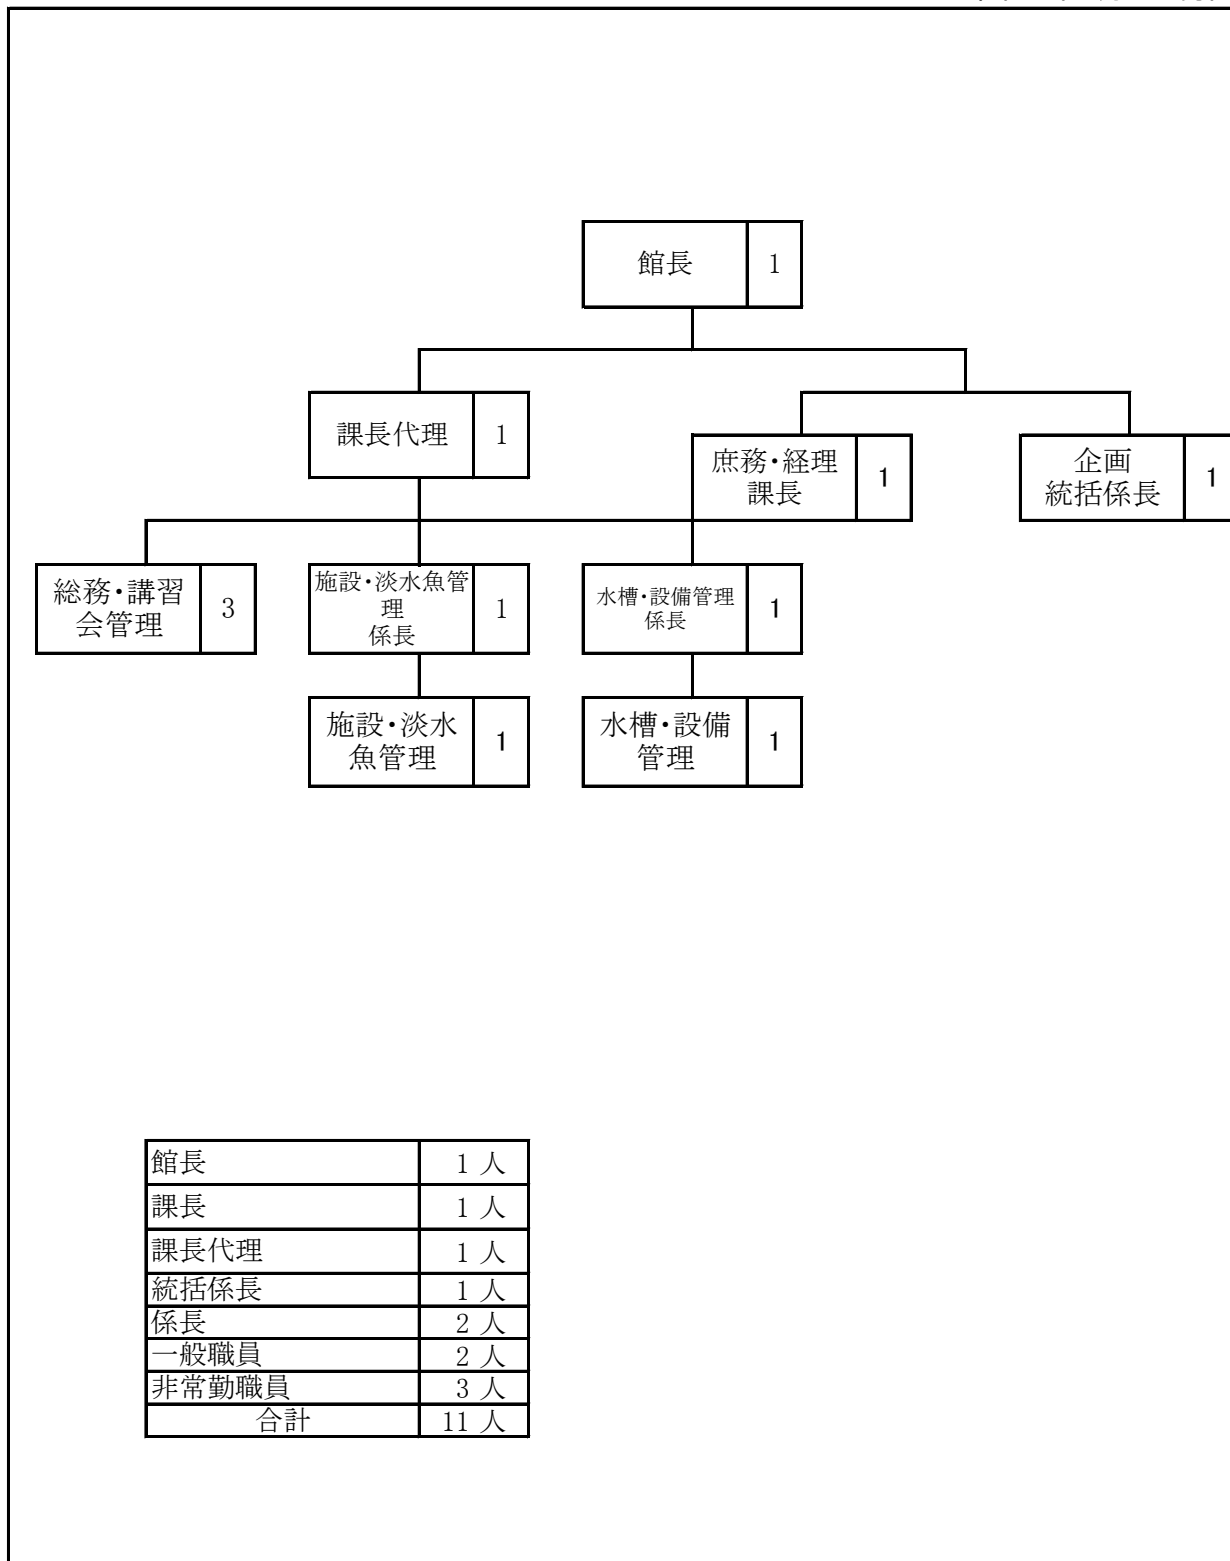 館長 1
課長代理 1
庶務・経理
課長 1
企画
統括係長 1
総務・講習
会管理 3
施設・淡水魚管
理
係長 1
水槽・設備管理
係長 1
施設・淡水
魚管理 1
水槽・設備
管理 1
館長 1 人
課長 1 人
課長代理 1 人
統括係長 1 人
係長 2 人
一般職員 2 人
非常勤職員 3 人
合計 11 人